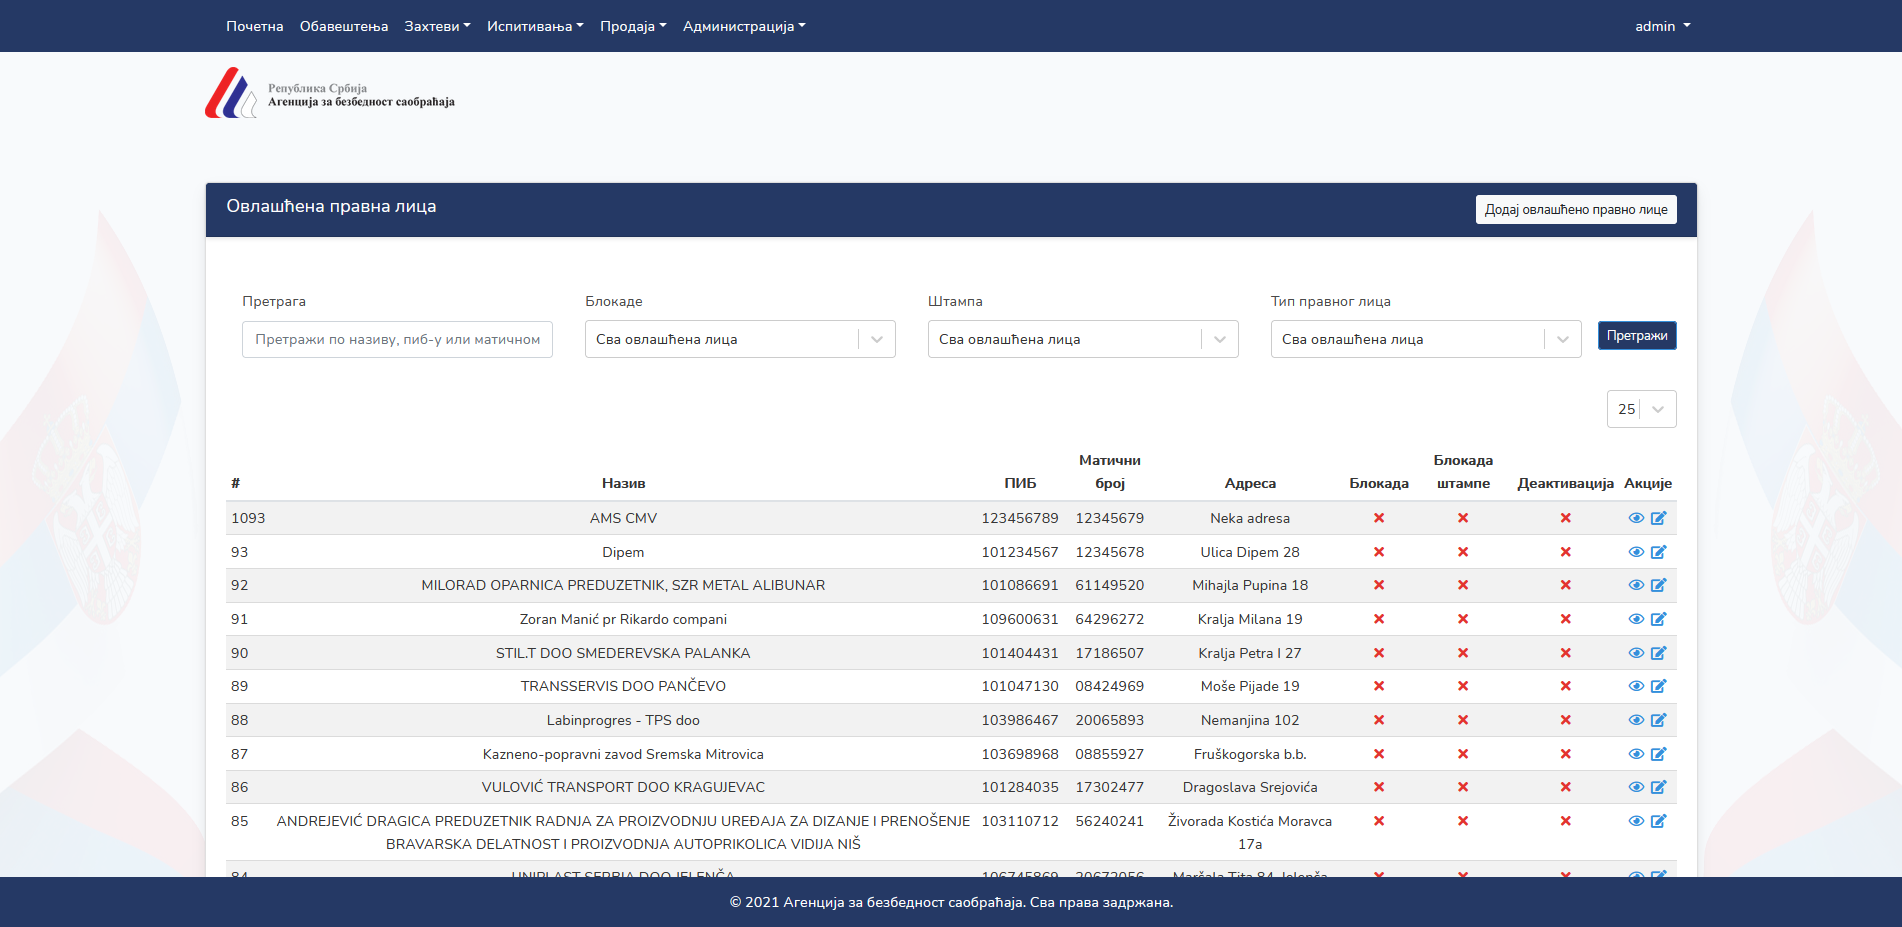 Почетна Обавештења Захтеви Испитивања Продаја Администрација admin
Република Србија
Агенција за безбедност саобраћаја
Овлашћена правна лица Додај овлашћено правно лице
Претрага Блокаде Штампа Тип правног лица
Претражи по називу, пиб-у или матичном Сва овлашћена лица Сва овлашћена лица Сва овлашћена лица Претражи
25
# Назив ПИБ Матични број Адреса Блокада Блокада штампе Деактивација Акције
1093 AMS CMV 123456789 12345679 Neka adresa
93 Dipem 101234567 12345678 Ulica Dipem 28
92 MILORAD OPARNICA PREDUZETNIK, SZR METAL ALIBUNAR 101086691 61149520 Mihajla Pupina 18
91 Zoran Manić pr Rikardo compani 109600631 64296272 Kralja Milana 19
90 STIL.T DOO SMEDEREVSKA PALANKA 101404431 17186507 Kralja Petra I 27
89 TRANSSERVIS DOO PANČEVO 101047130 08424969 Moše Pijade 19
88 Labinprogres - TPS doo 103986467 20065893 Nemanjina 102
87 Kazneno-popravni zavod Sremska Mitrovica 103698968 08855927 Fruškogorska b.b.
86 VULOVIĆ TRANSPORT DOO KRAGUJEVAC 101284035 17302477 Dragoslava Srejovića
85 ANDREJEVIĆ DRAGICA PREDUZETNIK RADNJA ZA PROIZVODNJU UREĐAJA ZA DIZANJE I PRENOŠENJE 103110712 56240241 Živorada Kostića Moravca
BRAVARSKA DELATNOST I PROIZVODNJA AUTOPRIKOLICA VIDIJA NIŠ 17a
84 UNIPLAST SERBIA DOO JELENČA 106745869 20672056 Maršala Tita 84, Jelenča
© 2021 Агенција за безбедност саобраћаја. Сва права задржана.